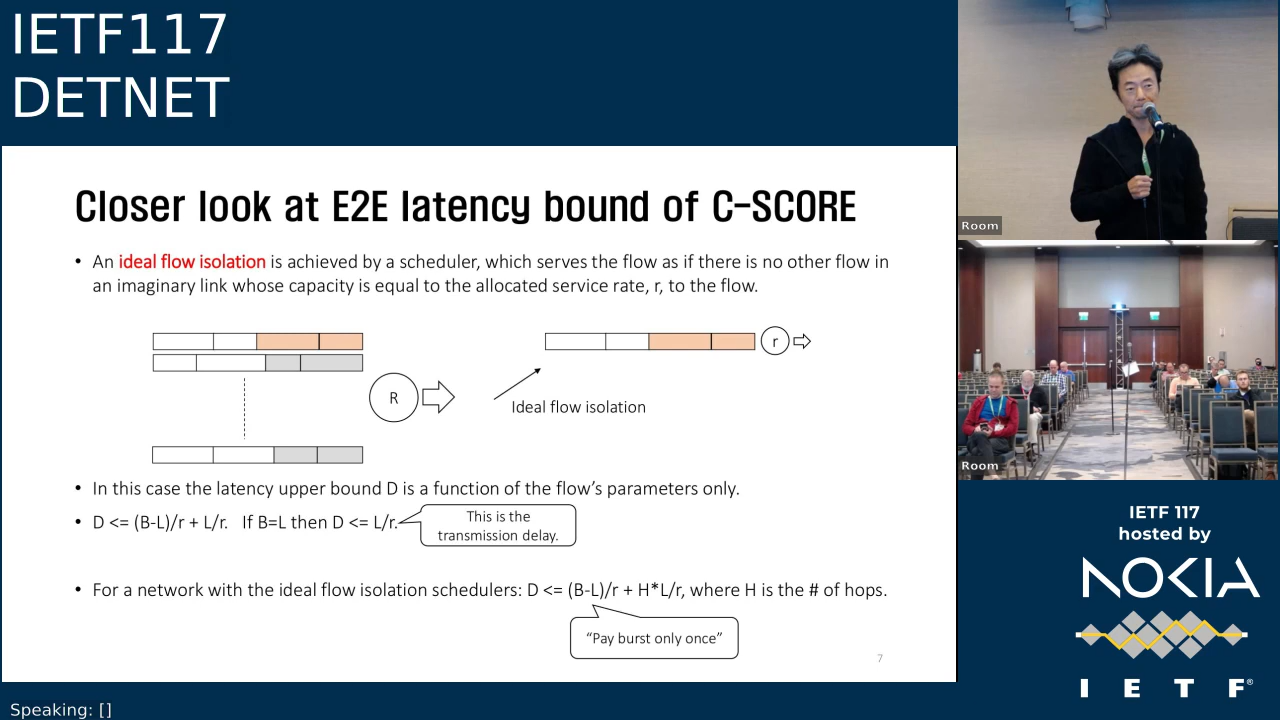 IETF117
DETNET
Closer look at E2E latency bound of C-SCORE
• An ideal flow isolation is achieved by a scheduler, which serves the flow as if there is no other flow in
an imaginary link whose capacity is equal to the allocated service rate, r, to the flow.
r
R
Ideal flow isolation
• In this case the latency upper bound D is a function of the flow’s parameters only.
• D <= (B-L)/r + L/r. If B=L then D <= L/r.
This is the
transmission delay.
• For a network with the ideal flow isolation schedulers: D <= (B-L)/r + H*L/r, where H is the # of hops.
“Pay burst only once”
7
Room
Room
IETF 117
hosted by
NOKIA
I E T F®
Speaking: []